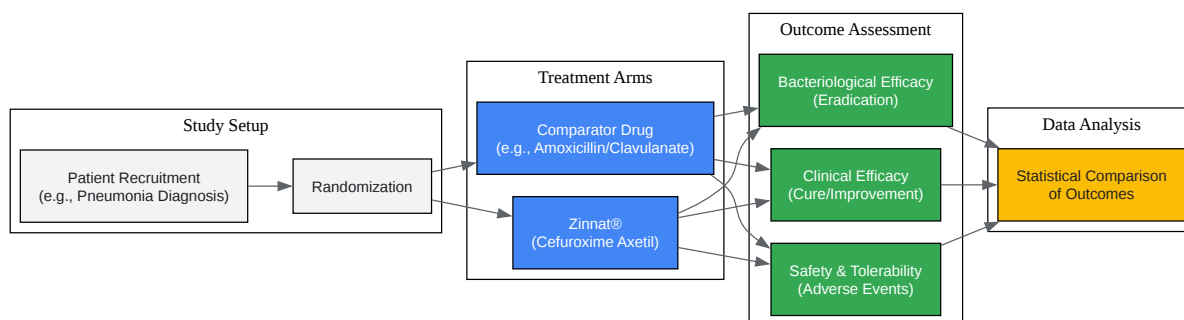 Study Setup
Patient Recruitment
(e.g., Pneumonia Diagnosis)
Randomization
Treatment Arms
Comparator Drug
(e.g., Amoxicillin/Clavulanate)
Zinnat®
(Cefuroxime Axetil)
Outcome Assessment
Bacteriological Efficacy
(Eradication)
Clinical Efficacy
(Cure/Improvement)
Safety & Tolerability
(Adverse Events)
Data Analysis
Statistical Comparison
of Outcomes